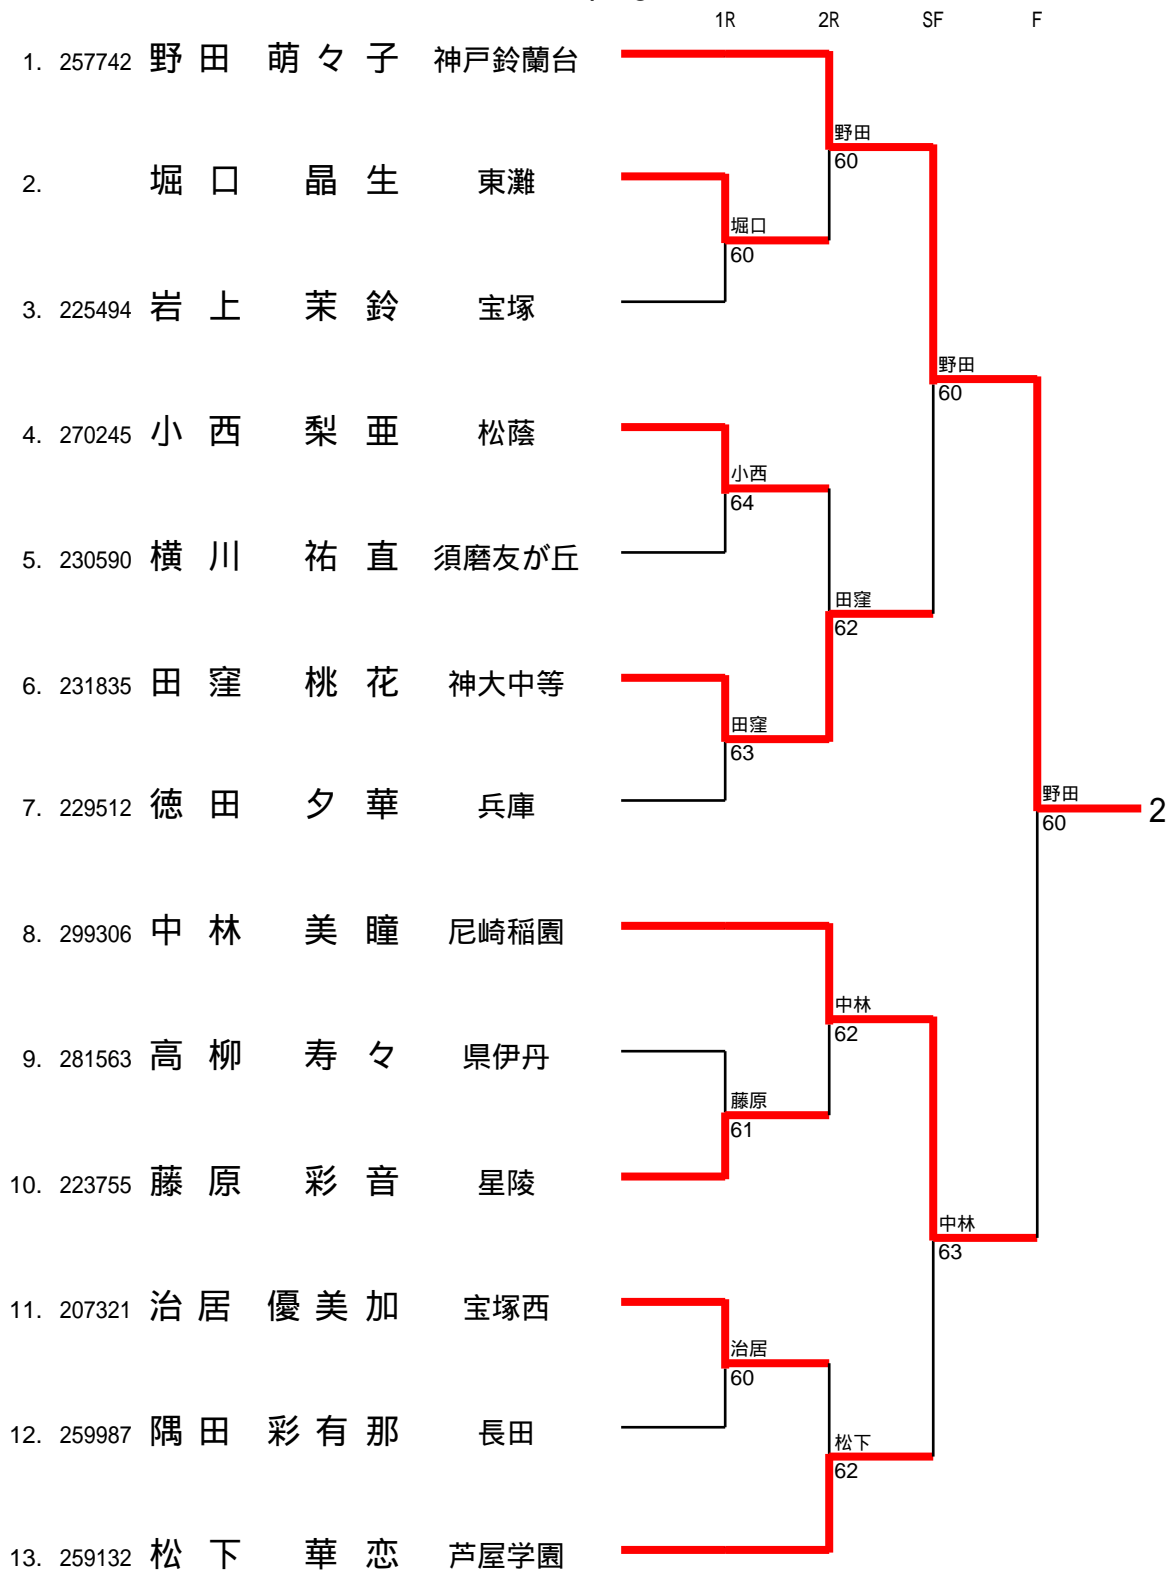 1R 2R SF F
1. 257742 野田 萌々子 神戸鈴蘭台
野田
60
2. 堀口 晶生 東灘
堀口
60
3. 225494 岩上 茉鈴 宝塚
野田
60
4. 270245 小西 梨亜 松蔭
小西
64
5. 230590 横川 祐直 須磨友が丘
田窪
62
6. 231835 田窪 桃花 神大中等
田窪
63
7. 229512 徳田 夕華 兵庫
野田
60
2
8. 299306 中林 美瞳 尼崎稲園
中林
62
9. 281563 高柳 寿々 県伊丹
藤原
61
10. 223755 藤原 彩音 星陵
中林
63
11. 207321 治居 優美加 宝塚西
治居
60
12. 259987 隅田 彩有那 長田
松下
62
13. 259132 松下 華恋 芦屋学園